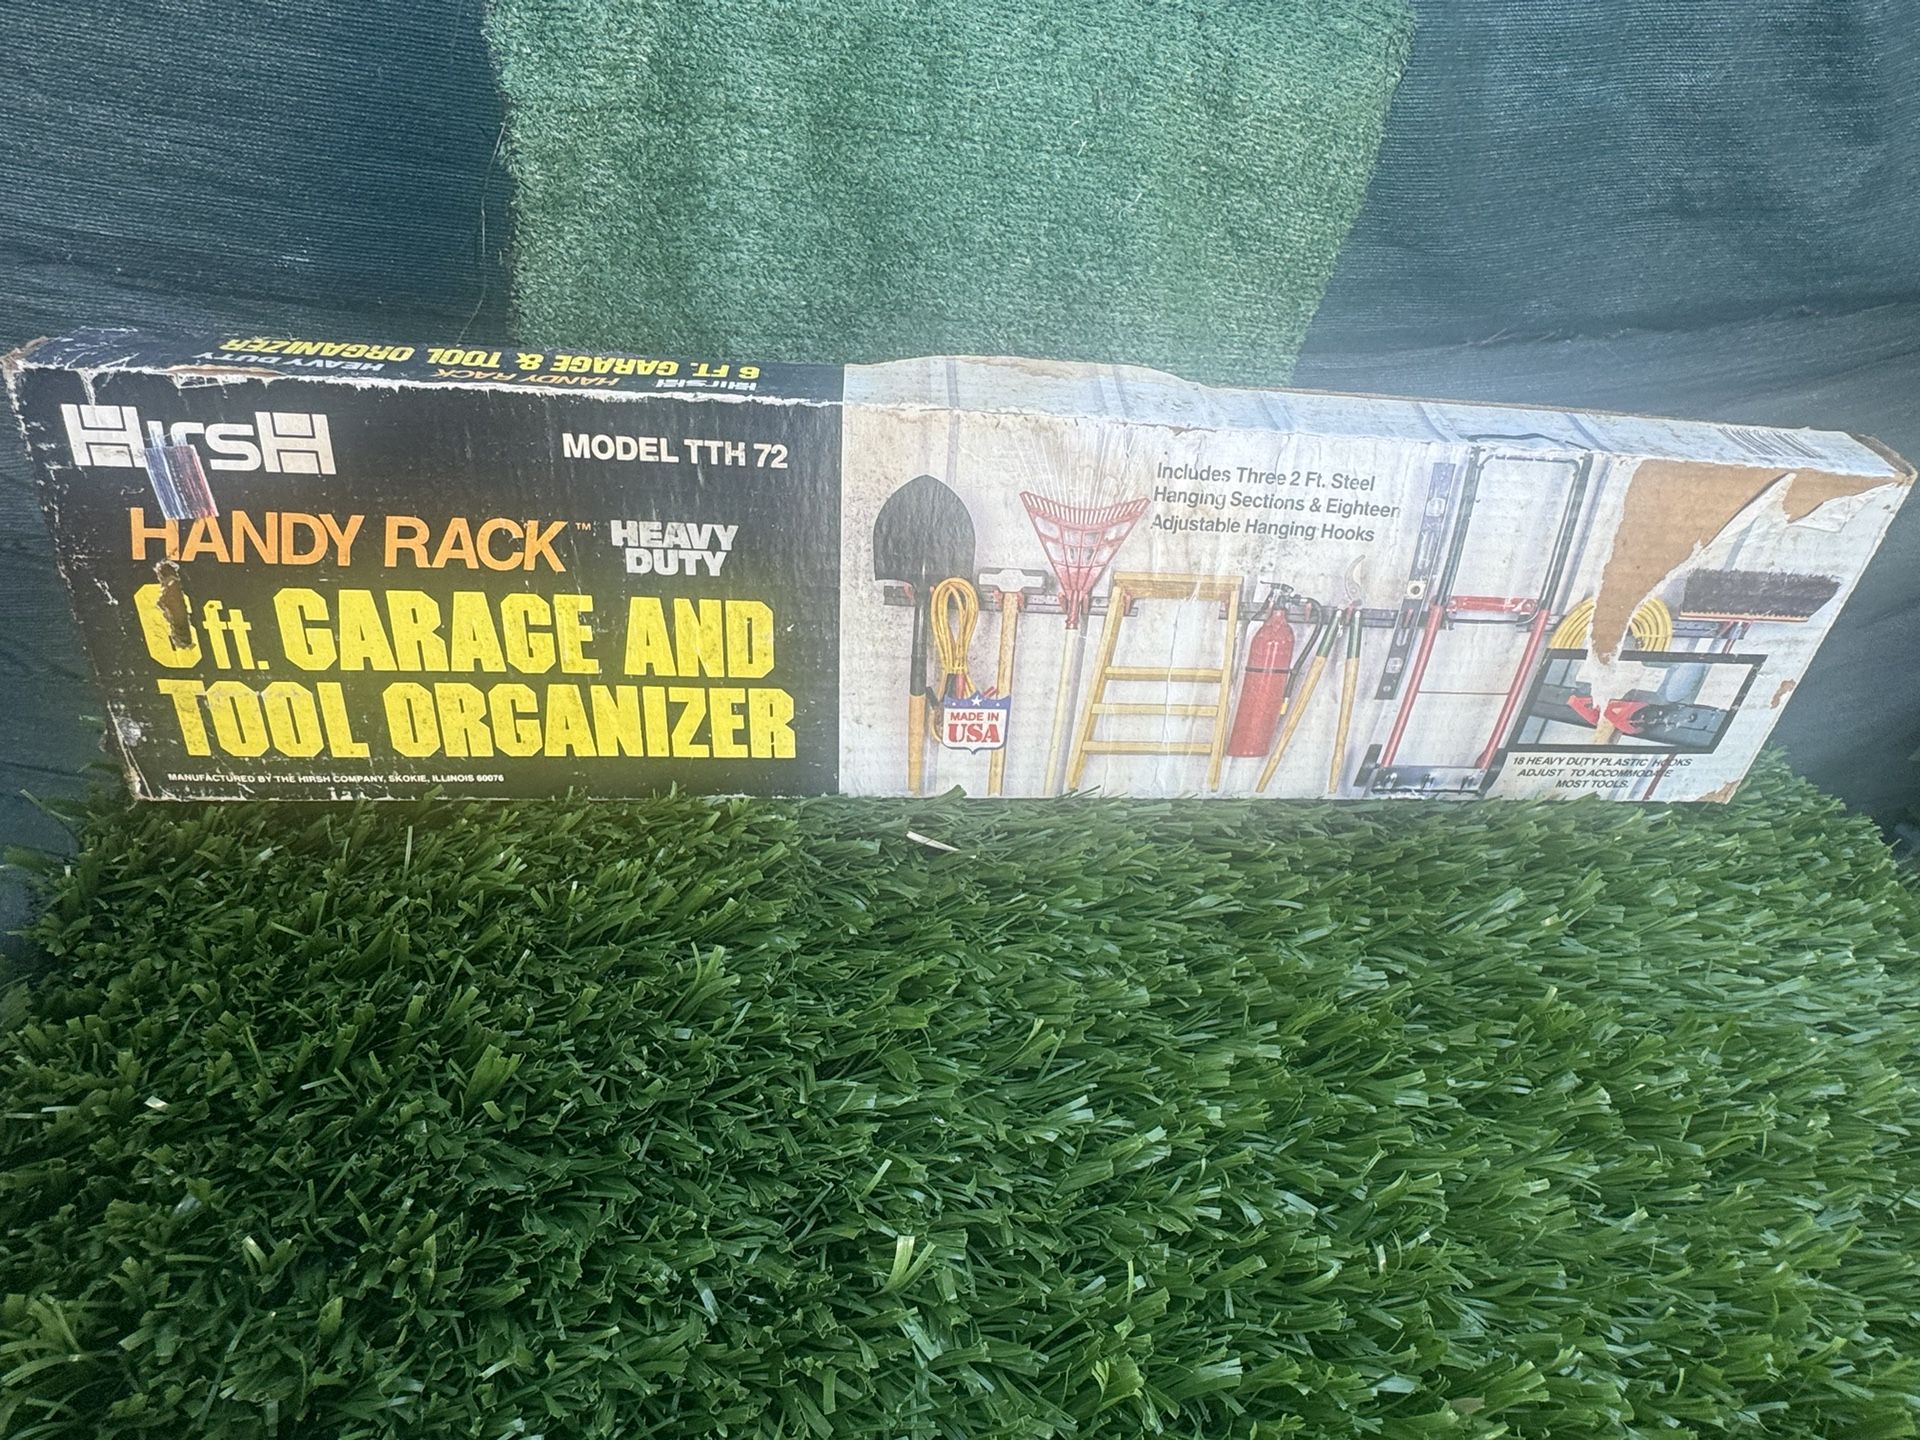 HIRSH
HANDY RACK
HEAVY DUTY
6 FT. GARAGE & TOOL ORGANIZER
HIRSH
MODEL TTH 72
HANDY RACK™
HEAVY
DUTY
6 ft. GARAGE AND
TOOL ORGANIZER
MANUFACTURED BY THE HIRSH COMPANY, SKOKIE, ILLINOIS 60076
Includes Three 2 Ft. Steel
Hanging Sections & Eighteen
Adjustable Hanging Hooks
MADE IN
USA
18 HEAVY DUTY PLASTIC HOOKS
ADJUST TO ACCOMMODATE
MOST TOOLS.